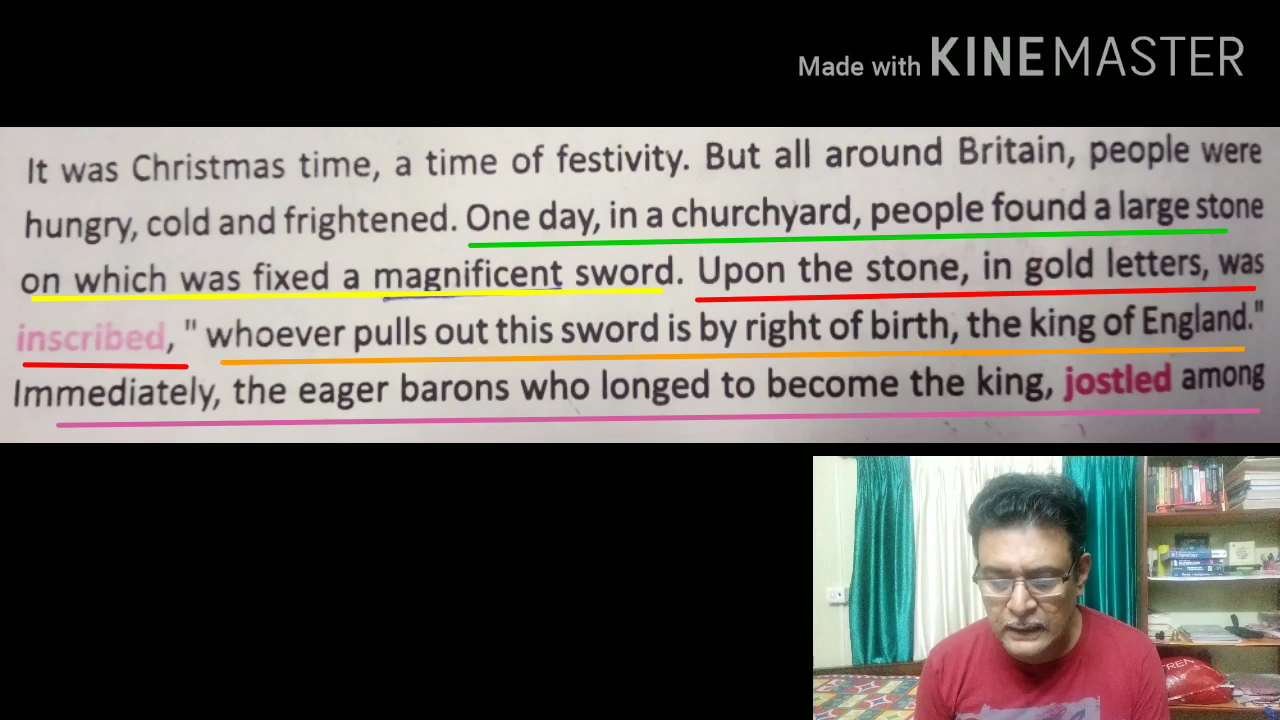 Made with KINEMASTER
It was Christmas time, a time of festivity. But all around Britain, people were
hungry, cold and frightened. One day, in a churchyard, people found a large stone
on which was fixed a magnificent sword. Upon the stone, in gold letters, was
inscribed, " whoever pulls out this sword is by right of birth, the king of England."
Immediately, the eager barons who longed to become the king, jostled among